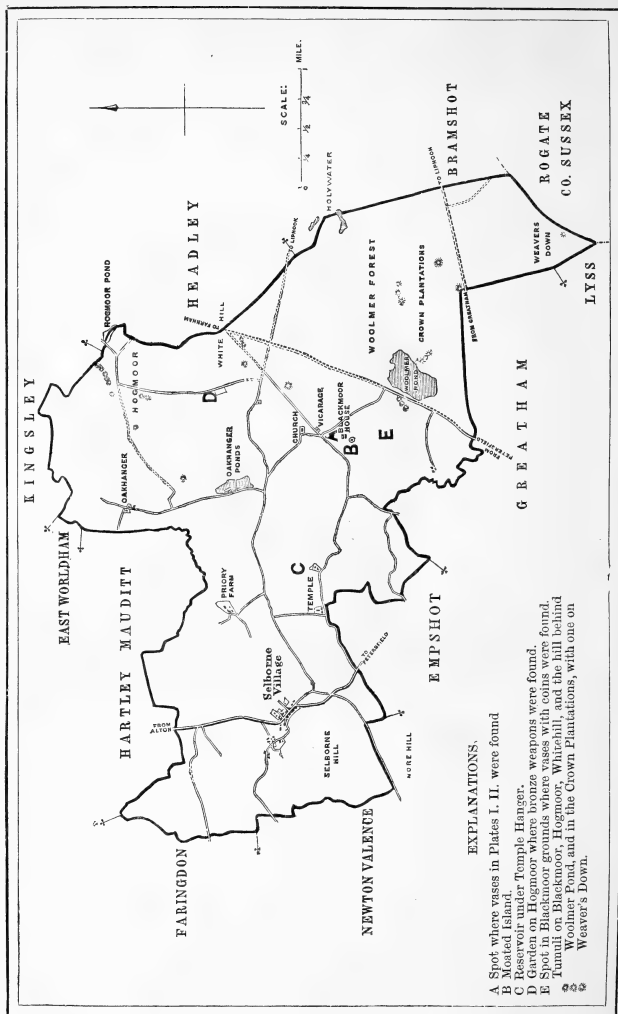 KINGSLEY
EAST WORLDHAM
HARTLEY MAUDITT
FARINGDON
NEWTON VALENCE
EMPSHOT
GREATHAM
LYSS
ROGATE
CO. SUSSEX
BRAMSHOT
HEADLEY
SCALE:
MILE.
0 ¼ ½ ¾ 1
OAKHANGER
HOGMOOR
TO FARNHAM
WHITE HILL
D
OAKHANGER
PONDS
TO LIPHOOK
HOLYWATER
PRIORY
FARM
CHURCH
VICARAGE
A
BLACKMOOR
HOUSE
B
E
WOOLMER FOREST
CROWN PLANTATIONS
WOOLMER
POND
TO LIPHOOK
FROM GREATHAM
WEAVERS
DOWN
FROM
PETERSFIELD
C
TEMPLE
TO
PETERSFIELD
FROM
ALTON
Selborne
Village
SELBORNE
HILL
NORE HILL
EXPLANATIONS.
A Spot where vases in Plates I. II. were found
B Moated Island.
C Reservoir under Temple Hanger.
D Garden on Hogmoor where bronze weapons were found.
E Spot in Blackmoor grounds where vases with coins were found.
Tumuli on Blackmoor, Hogmoor, Whitehill, and the hill behind
Woolmer Pond, and in the Crown Plantations, with one on
Weaver's Down.